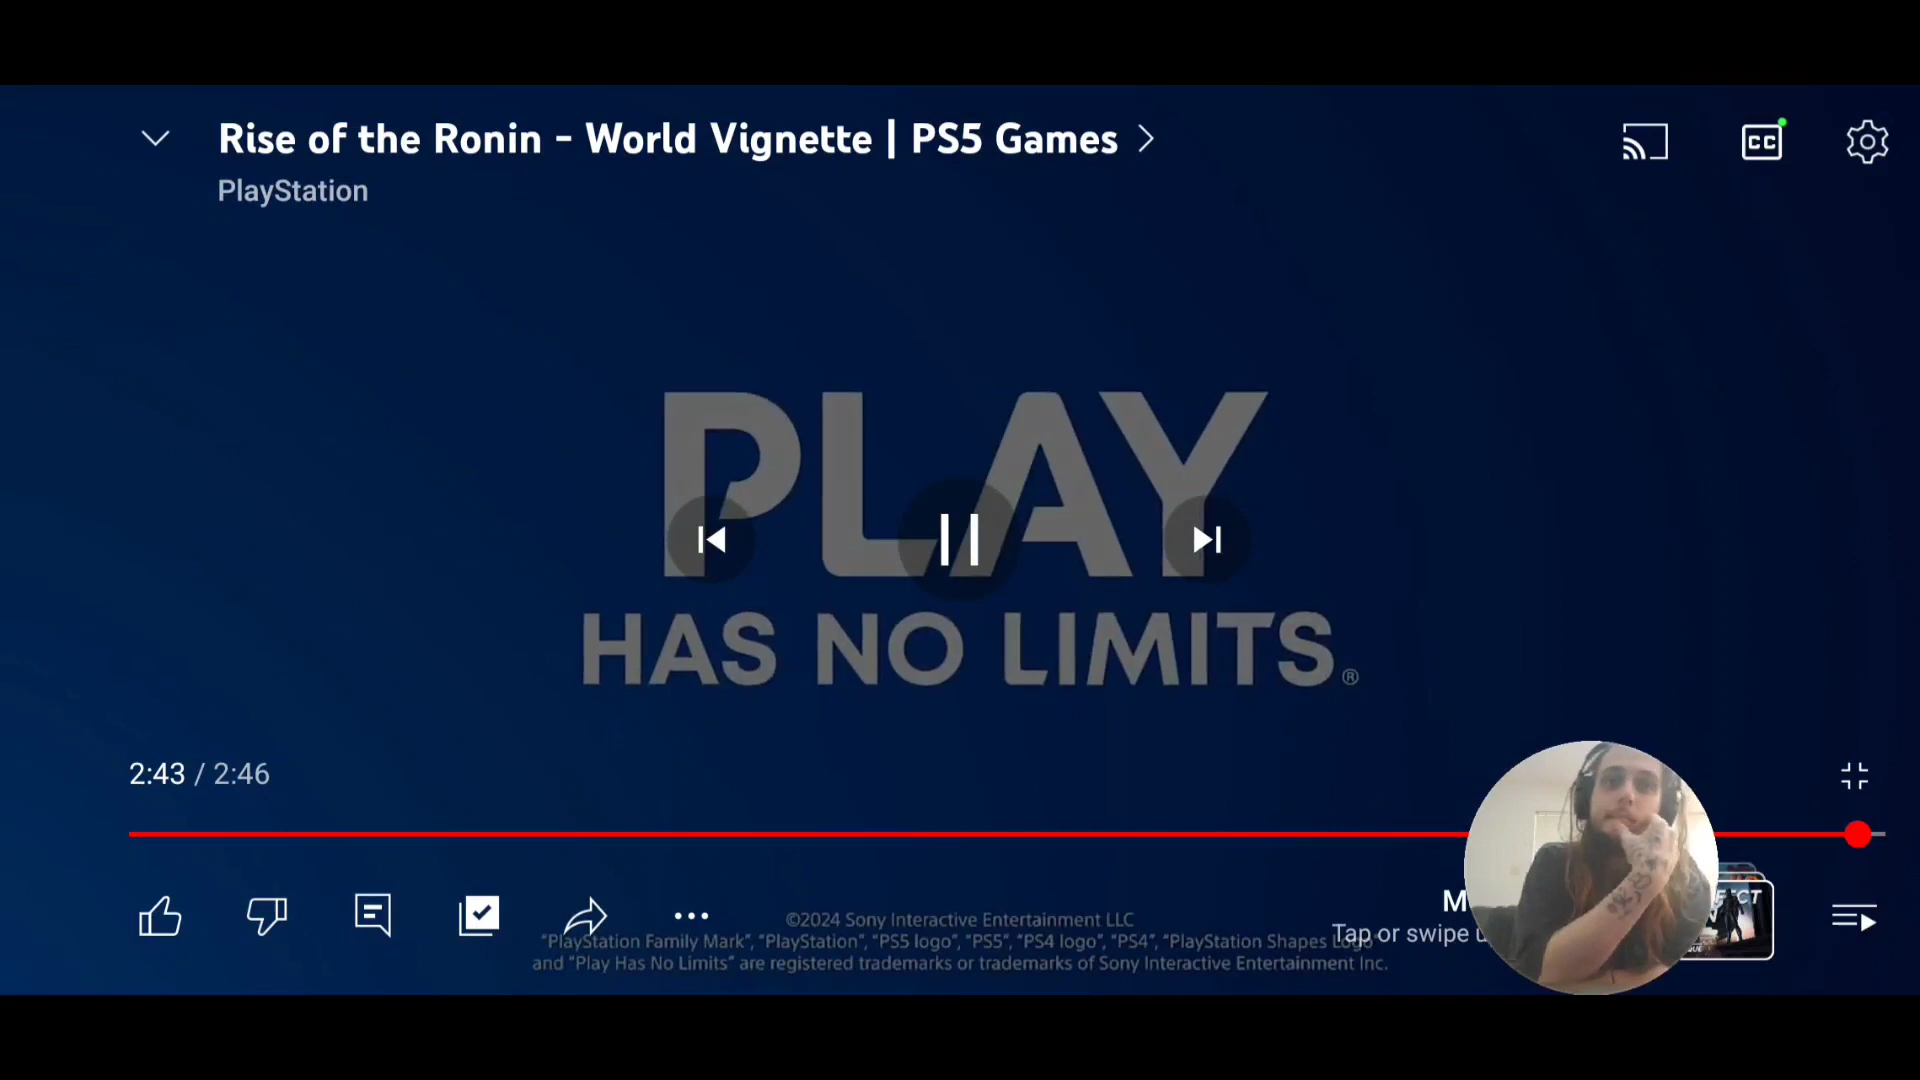 Rise of the Ronin - World Vignette | PS5 Games
PlayStation
CC
PLAY
HAS NO LIMITS®
2:43 / 2:46
M
Tap or swipe
©2024 Sony Interactive Entertainment LLC
"PlayStation Family Mark", "PlayStation", "PS5 logo", "PS5", "PS4 logo", "PS4", "PlayStation Shapes Logo"
and "Play Has No Limits" are registered trademarks or trademarks of Sony Interactive Entertainment Inc.